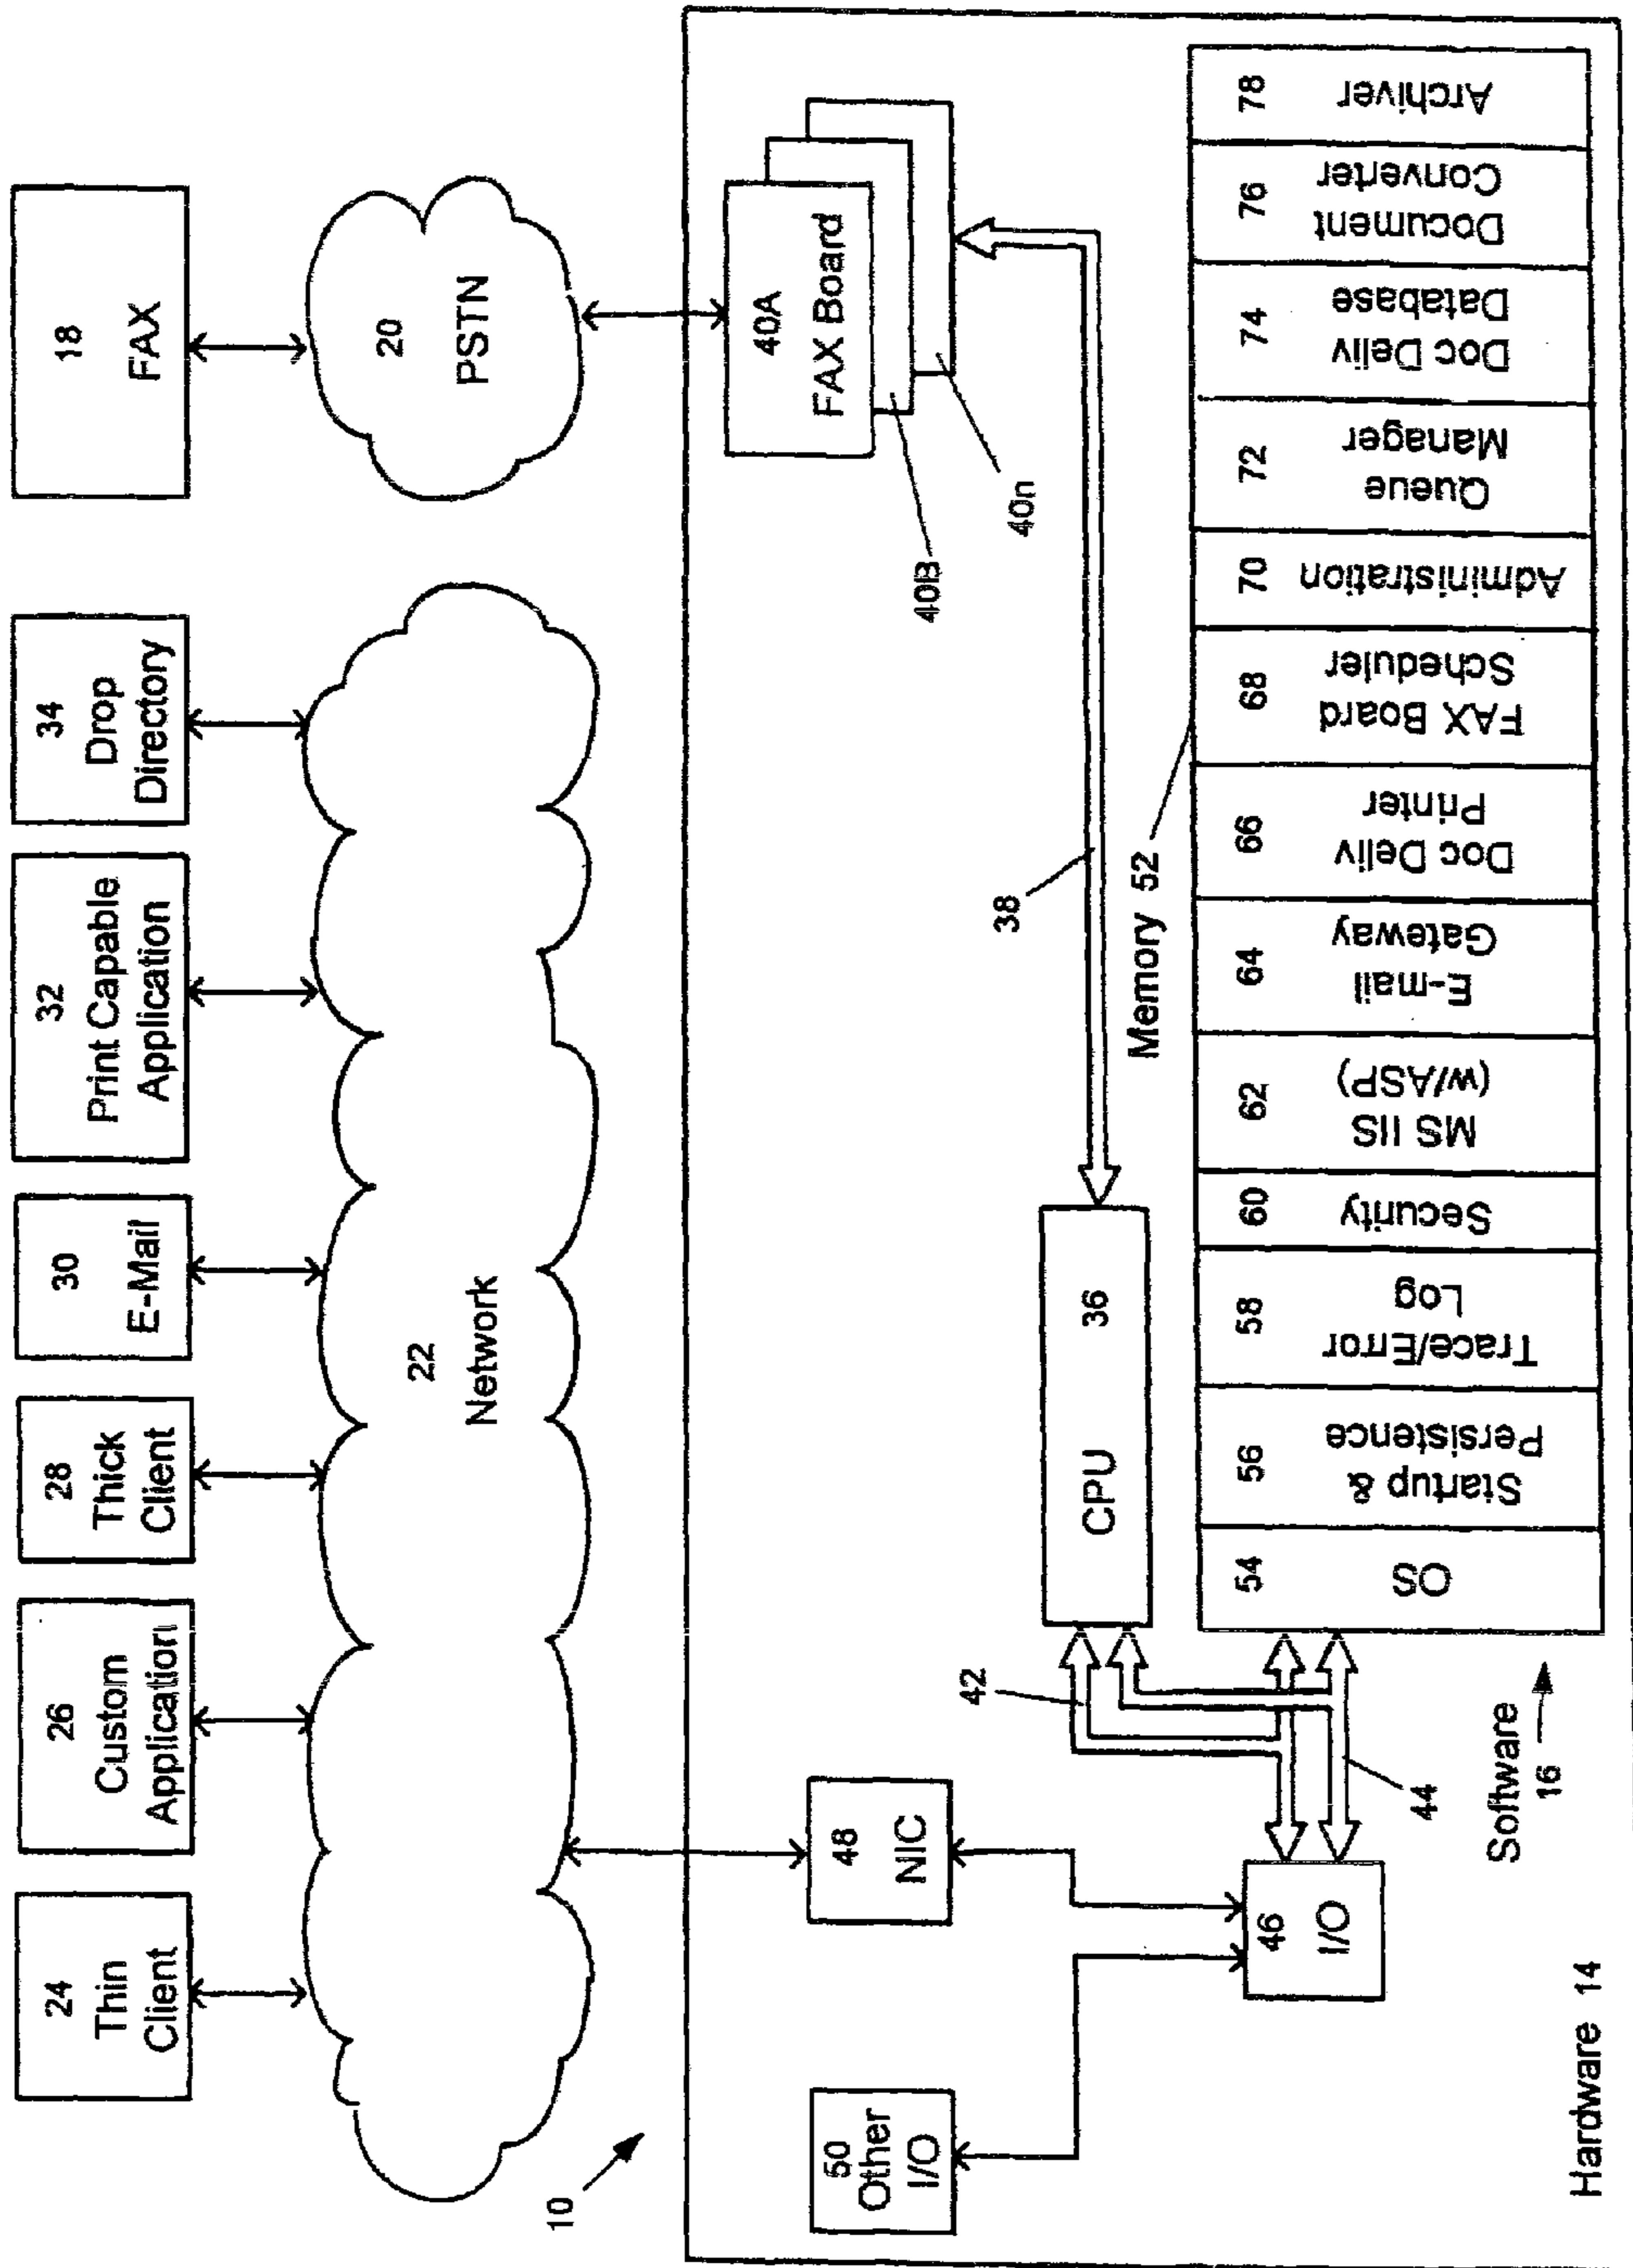 24
Thin
Client
26
Custom
Application
28
Thick
Client
30
E-Mail
32
Print Capable
Application
34
Drop
Directory
18
FAX
22
Network
20
PSTN
10
50
Other
I/O
48
NIC
40A
FAX Board
40B
40n
38
42
CPU 36
46
I/O
44
Memory 52
54
OS
56
Startup &
Persistence
58
Trace/Error
Log
60
Security
62
MS IIS
(w/ASP)
64
E-mail
Gateway
66
Doc Deliv
Printer
68
FAX Board
Scheduler
70
Administration
72
Queue
Manager
74
Doc Deliv
Database
76
Document
Converter
78
Archiver
Software
16
Hardware 14